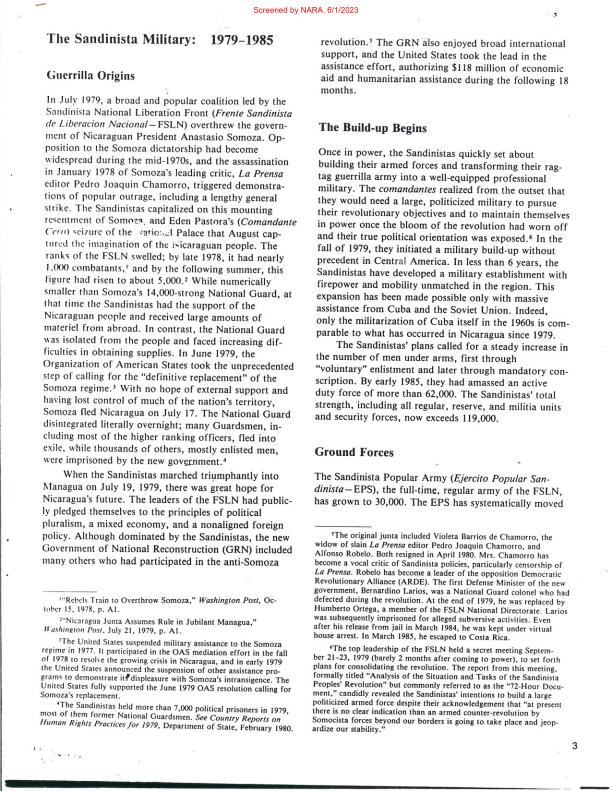 Screened by NARA, 6/1/2023
The Sandinista Military: 1979–1985
Guerrilla Origins
In July 1979, a broad and popular coalition led by the
Sandinista National Liberation Front (Frente Sandinista
de Liberacion Nacional—FSLN) overthrew the govern-
ment of Nicaraguan President Anastasio Somoza. Op-
position to the Somoza dictatorship had become
widespread during the mid-1970s, and the assassination
in January 1978 of Somoza's leading critic, La Prensa
editor Pedro Joaquin Chamorro, triggered demonstra-
tions of popular outrage, including a lengthy general
strike. The Sandinistas capitalized on this mounting
resentment of Somoza, and Eden Pastora's (Comandante
Cero) seizure of the National Palace that August cap-
tured the imagination of the Nicaraguan people. The
ranks of the FSLN swelled; by late 1978, it had nearly
1,000 combatants,¹ and by the following summer, this
figure had risen to about 5,000.² While numerically
smaller than Somoza's 14,000-strong National Guard, at
that time the Sandinistas had the support of the
Nicaraguan people and received large amounts of
materiel from abroad. In contrast, the National Guard
was isolated from the people and faced increasing dif-
ficulties in obtaining supplies. In June 1979, the
Organization of American States took the unprecedented
step of calling for the "definitive replacement" of the
Somoza regime.³ With no hope of external support and
having lost control of much of the nation's territory,
Somoza fled Nicaragua on July 17. The National Guard
disintegrated literally overnight; many Guardsmen, in-
cluding most of the higher ranking officers, fled into
exile, while thousands of others, mostly enlisted men,
were imprisoned by the new government.⁴
When the Sandinistas marched triumphantly into
Managua on July 19, 1979, there was great hope for
Nicaragua's future. The leaders of the FSLN had public-
ly pledged themselves to the principles of political
pluralism, a mixed economy, and a nonaligned foreign
policy. Although dominated by the Sandinistas, the new
Government of National Reconstruction (GRN) included
many others who had participated in the anti-Somoza
¹"Rebels Train to Overthrow Somoza," Washington Post, Oc-
tober 15, 1978, p. A1.
²"Nicaragua Junta Assumes Rule in Jubilant Managua,"
Washington Post, July 21, 1979, p. A1.
³The United States suspended military assistance to the Somoza
regime in 1977. It participated in the OAS mediation effort in the fall
of 1978 to resolve the growing crisis in Nicaragua, and in early 1979
the United States announced the suspension of other assistance pro-
grams to demonstrate its displeasure with Somoza's intransigence. The
United States fully supported the June 1979 OAS resolution calling for
Somoza's replacement.
⁴The Sandinistas held more than 7,000 political prisoners in 1979,
most of them former National Guardsmen. See Country Reports on
Human Rights Practices for 1979, Department of State, February 1980.
revolution.⁵ The GRN also enjoyed broad international
support, and the United States took the lead in the
assistance effort, authorizing $118 million of economic
aid and humanitarian assistance during the following 18
months.
The Build-up Begins
Once in power, the Sandinistas quickly set about
building their armed forces and transforming their rag-
tag guerrilla army into a well-equipped professional
military. The comandantes realized from the outset that
they would need a large, politicized military to pursue
their revolutionary objectives and to maintain themselves
in power once the bloom of the revolution had worn off
and their true political orientation was exposed.⁶ In the
fall of 1979, they initiated a military build-up without
precedent in Central America. In less than 6 years, the
Sandinistas have developed a military establishment with
firepower and mobility unmatched in the region. This
expansion has been made possible only with massive
assistance from Cuba and the Soviet Union. Indeed,
only the militarization of Cuba itself in the 1960s is com-
parable to what has occurred in Nicaragua since 1979.
The Sandinistas' plans called for a steady increase in
the number of men under arms, first through
"voluntary" enlistment and later through mandatory con-
scription. By early 1985, they had amassed an active
duty force of more than 62,000. The Sandinistas' total
strength, including all regular, reserve, and militia units
and security forces, now exceeds 119,000.
Ground Forces
The Sandinista Popular Army (Ejercito Popular San-
dinista—EPS), the full-time, regular army of the FSLN,
has grown to 30,000. The EPS has systematically moved
⁵The original junta included Violeta Barrios de Chamorro, the
widow of slain La Prensa editor Pedro Joaquin Chamorro, and
Alfonso Robelo. Both resigned in April 1980. Mrs. Chamorro has
become a vocal critic of Sandinista policies, particularly censorship of
La Prensa. Robelo has become a leader of the opposition Democratic
Revolutionary Alliance (ARDE). The first Defense Minister of the new
government, Bernardino Larios, was a National Guard colonel who had
defected during the revolution. At the end of 1979, he was replaced by
Humberto Ortega, a member of the FSLN National Directorate. Larios
was subsequently imprisoned for alleged subversive activities. Even
after his release from jail in March 1984, he was kept under virtual
house arrest. In March 1985, he escaped to Costa Rica.
⁶The top leadership of the FSLN held a secret meeting Septem-
ber 21–23, 1979 (barely 2 months after coming to power), to set forth
plans for consolidating the revolution. The report from this meeting,
formally titled "Analysis of the Situation and Tasks of the Sandinista
Peoples' Revolution" but commonly referred to as the "72-Hour Docu-
ment," candidly revealed the Sandinistas' intentions to build a large
politicized armed force despite their acknowledgement that "at present
there is no clear indication than an armed counter-revolution by
Somocista forces beyond our borders is going to take place and jeop-
ardize our stability."
3